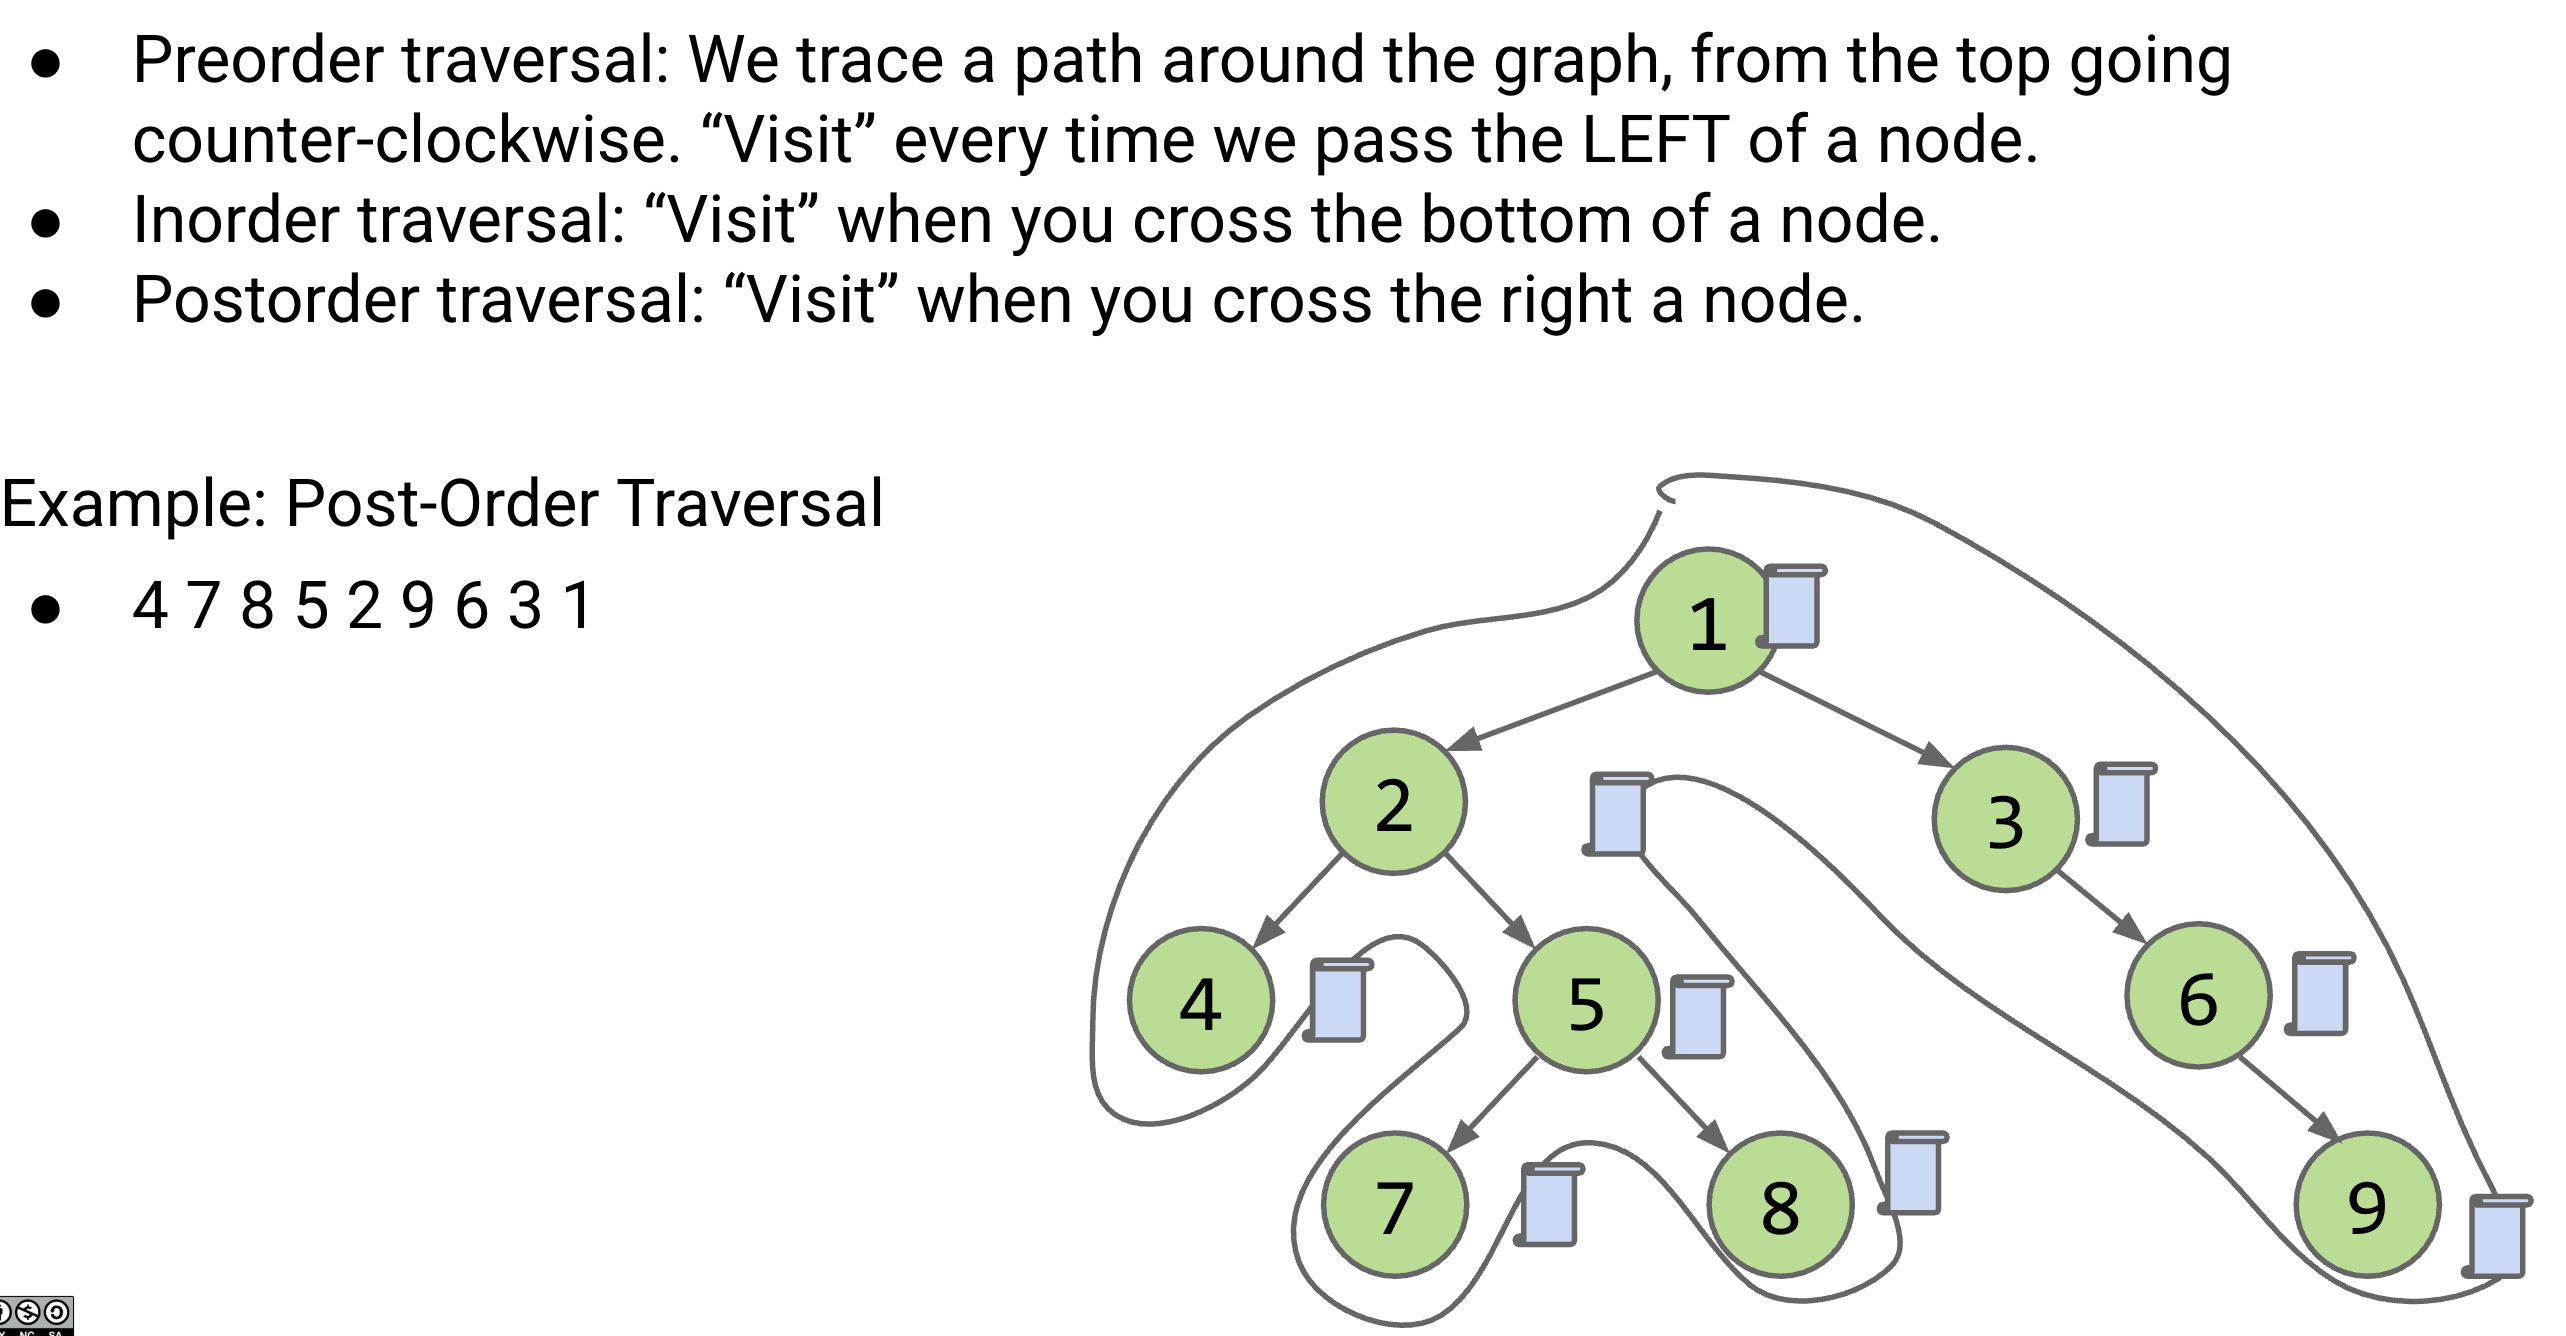 ● Preorder traversal: We trace a path around the graph, from the top going
counter-clockwise. “Visit” every time we pass the LEFT of a node.
● Inorder traversal: “Visit” when you cross the bottom of a node.
● Postorder traversal: “Visit” when you cross the right a node.
Example: Post-Order Traversal
● 4 7 8 5 2 9 6 3 1
1
2
3
4
5
6
7
8
9
NC SA